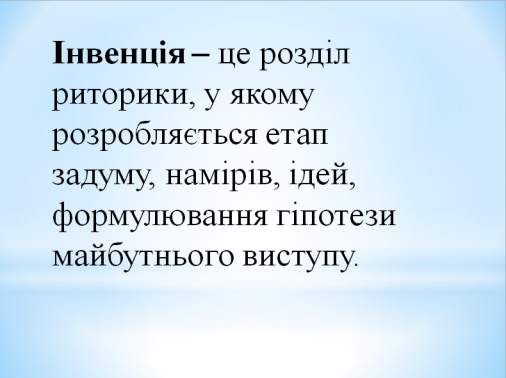 Інвенція – це розділ
риторики, у якому
розробляється етап
задуму, намірів, ідей,
формулювання гіпотези
майбутнього виступу.